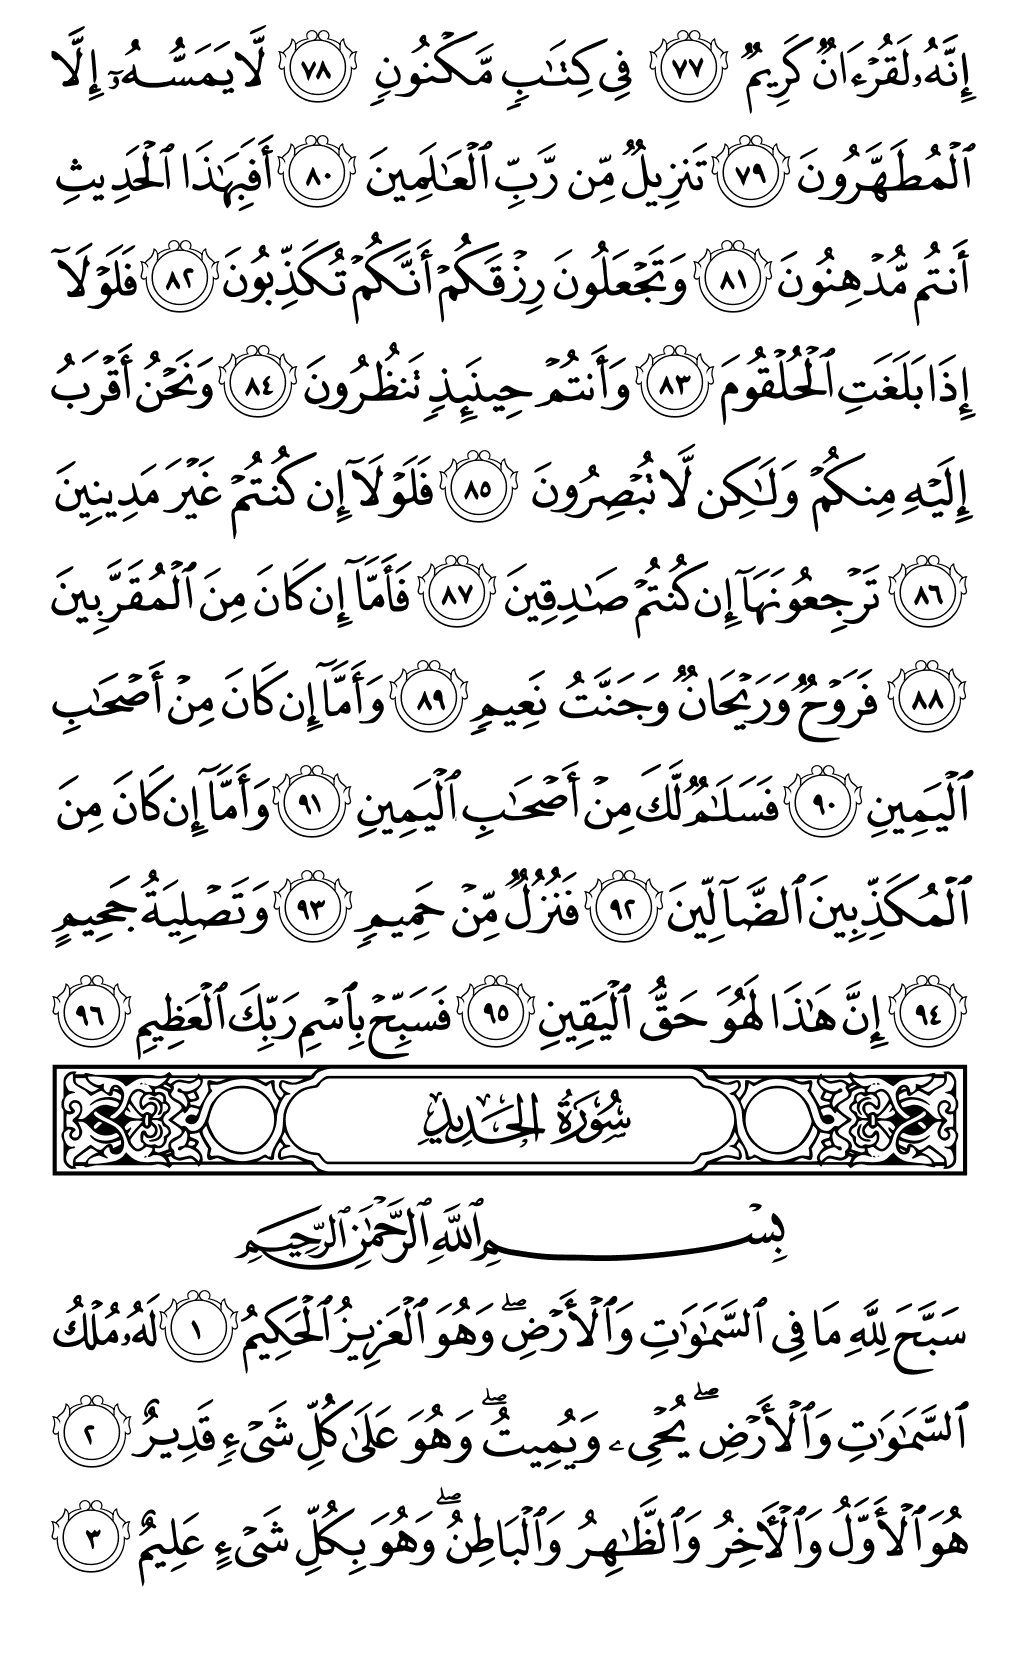 إِنَّهُۥ لَقُرْءَانٌ كَرِيمٌ ٧٧ فِى كِتَٰبٍ مَّكْنُونٍ ٧٨ لَّا يَمَسُّهُۥٓ إِلَّا
ٱلْمُطَهَّرُونَ ٧٩ تَنزِيلٌ مِّن رَّبِّ ٱلْعَٰلَمِينَ ٨٠ أَفَبِهَٰذَا ٱلْحَدِيثِ
أَنتُم مُّدْهِنُونَ ٨١ وَتَجْعَلُونَ رِزْقَكُمْ أَنَّكُمْ تُكَذِّبُونَ ٨٢ فَلَوْلَآ
إِذَا بَلَغَتِ ٱلْحُلْقُومَ ٨٣ وَأَنتُمْ حِينَئِذٍ تَنظُرُونَ ٨٤ وَنَحْنُ أَقْرَبُ
إِلَيْهِ مِنكُمْ وَلَٰكِن لَّا تُبْصِرُونَ ٨٥ فَلَوْلَآ إِن كُنتُمْ غَيْرَ مَدِينِينَ
٨٦ تَرْجِعُونَهَآ إِن كُنتُمْ صَٰدِقِينَ ٨٧ فَأَمَّآ إِن كَانَ مِنَ ٱلْمُقَرَّبِينَ
٨٨ فَرَوْحٌ وَرَيْحَانٌ وَجَنَّتُ نَعِيمٍ ٨٩ وَأَمَّآ إِن كَانَ مِنْ أَصْحَٰبِ
ٱلْيَمِينِ ٩٠ فَسَلَٰمٌ لَّكَ مِنْ أَصْحَٰبِ ٱلْيَمِينِ ٩١ وَأَمَّآ إِن كَانَ مِنَ
ٱلْمُكَذِّبِينَ ٱلضَّآلِّينَ ٩٢ فَنُزُلٌ مِّنْ حَمِيمٍ ٩٣ وَتَصْلِيَةُ جَحِيمٍ
٩٤ إِنَّ هَٰذَا لَهُوَ حَقُّ ٱلْيَقِينِ ٩٥ فَسَبِّحْ بِٱسْمِ رَبِّكَ ٱلْعَظِيمِ ٩٦
سُورَةُ الحَدِيدِ
بِسْمِ ٱللَّهِ ٱلرَّحْمَٰنِ ٱلرَّحِيمِ
سَبَّحَ لِلَّهِ مَا فِى ٱلسَّمَٰوَٰتِ وَٱلْأَرْضِ ۖ وَهُوَ ٱلْعَزِيزُ ٱلْحَكِيمُ ١ لَهُۥ مُلْكُ
ٱلسَّمَٰوَٰتِ وَٱلْأَرْضِ ۖ يُحْىِۦ وَيُمِيتُ ۖ وَهُوَ عَلَىٰ كُلِّ شَىْءٍ قَدِيرٌ ٢
هُوَ ٱلْأَوَّلُ وَٱلْءَاخِرُ وَٱلظَّٰهِرُ وَٱلْبَاطِنُ ۖ وَهُوَ بِكُلِّ شَىْءٍ عَلِيمٌ ٣